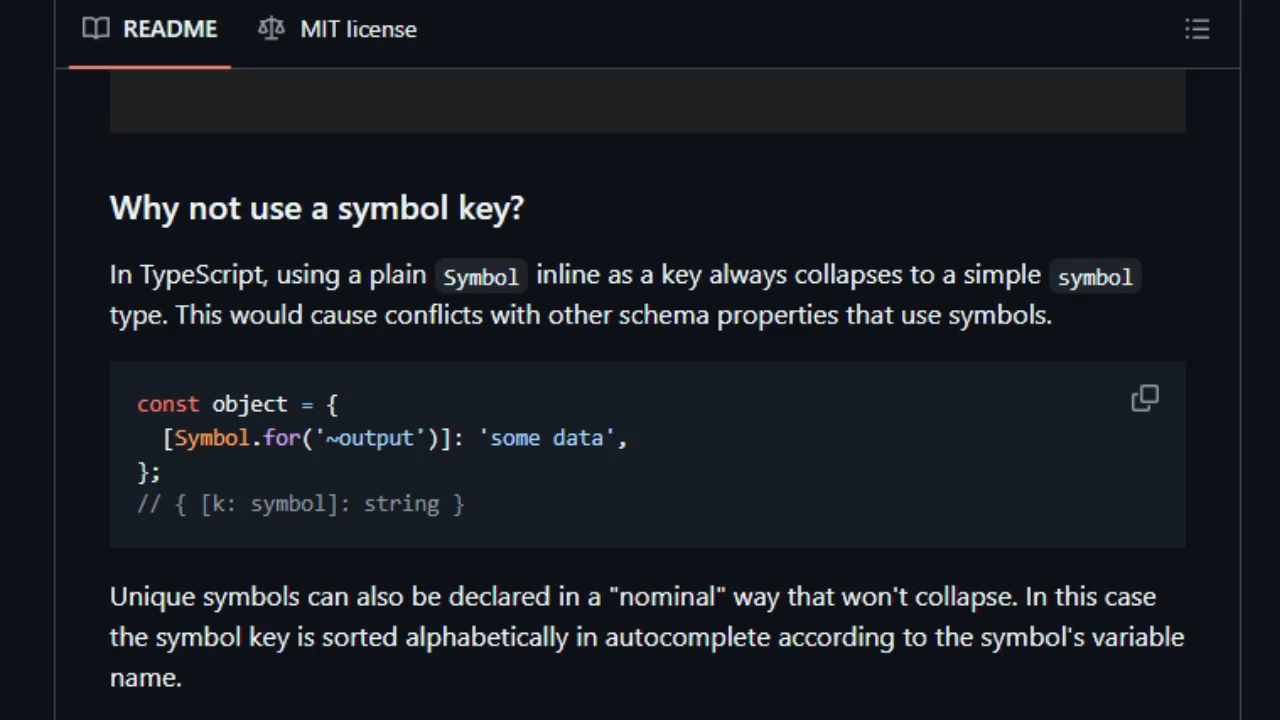 README MIT license
Why not use a symbol key?
In TypeScript, using a plain Symbol inline as a key always collapses to a simple symbol
type. This would cause conflicts with other schema properties that use symbols.
const object = {
  [Symbol.for('~output')]: 'some data',
};
// { [k: symbol]: string }
Unique symbols can also be declared in a "nominal" way that won't collapse. In this case
the symbol key is sorted alphabetically in autocomplete according to the symbol's variable
name.